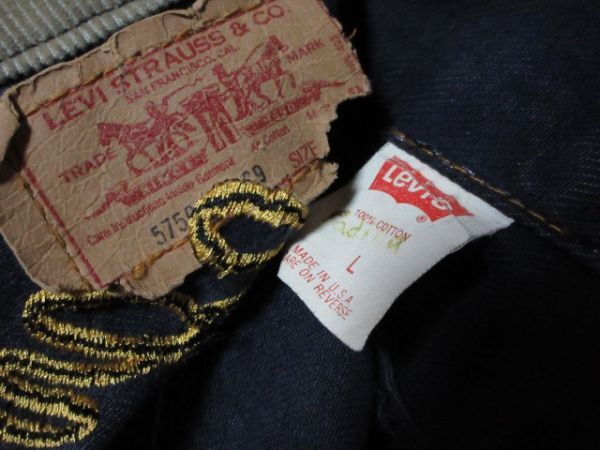 LEVI STRAUSS & CO.
SAN FRANCISCO, CAL.
TRADE MARK
Cotton
Care Instructions Inside Garment
SIZE
Levi's
100% COTTON
L
MADE IN U.S.A
CARE ON REVERSE